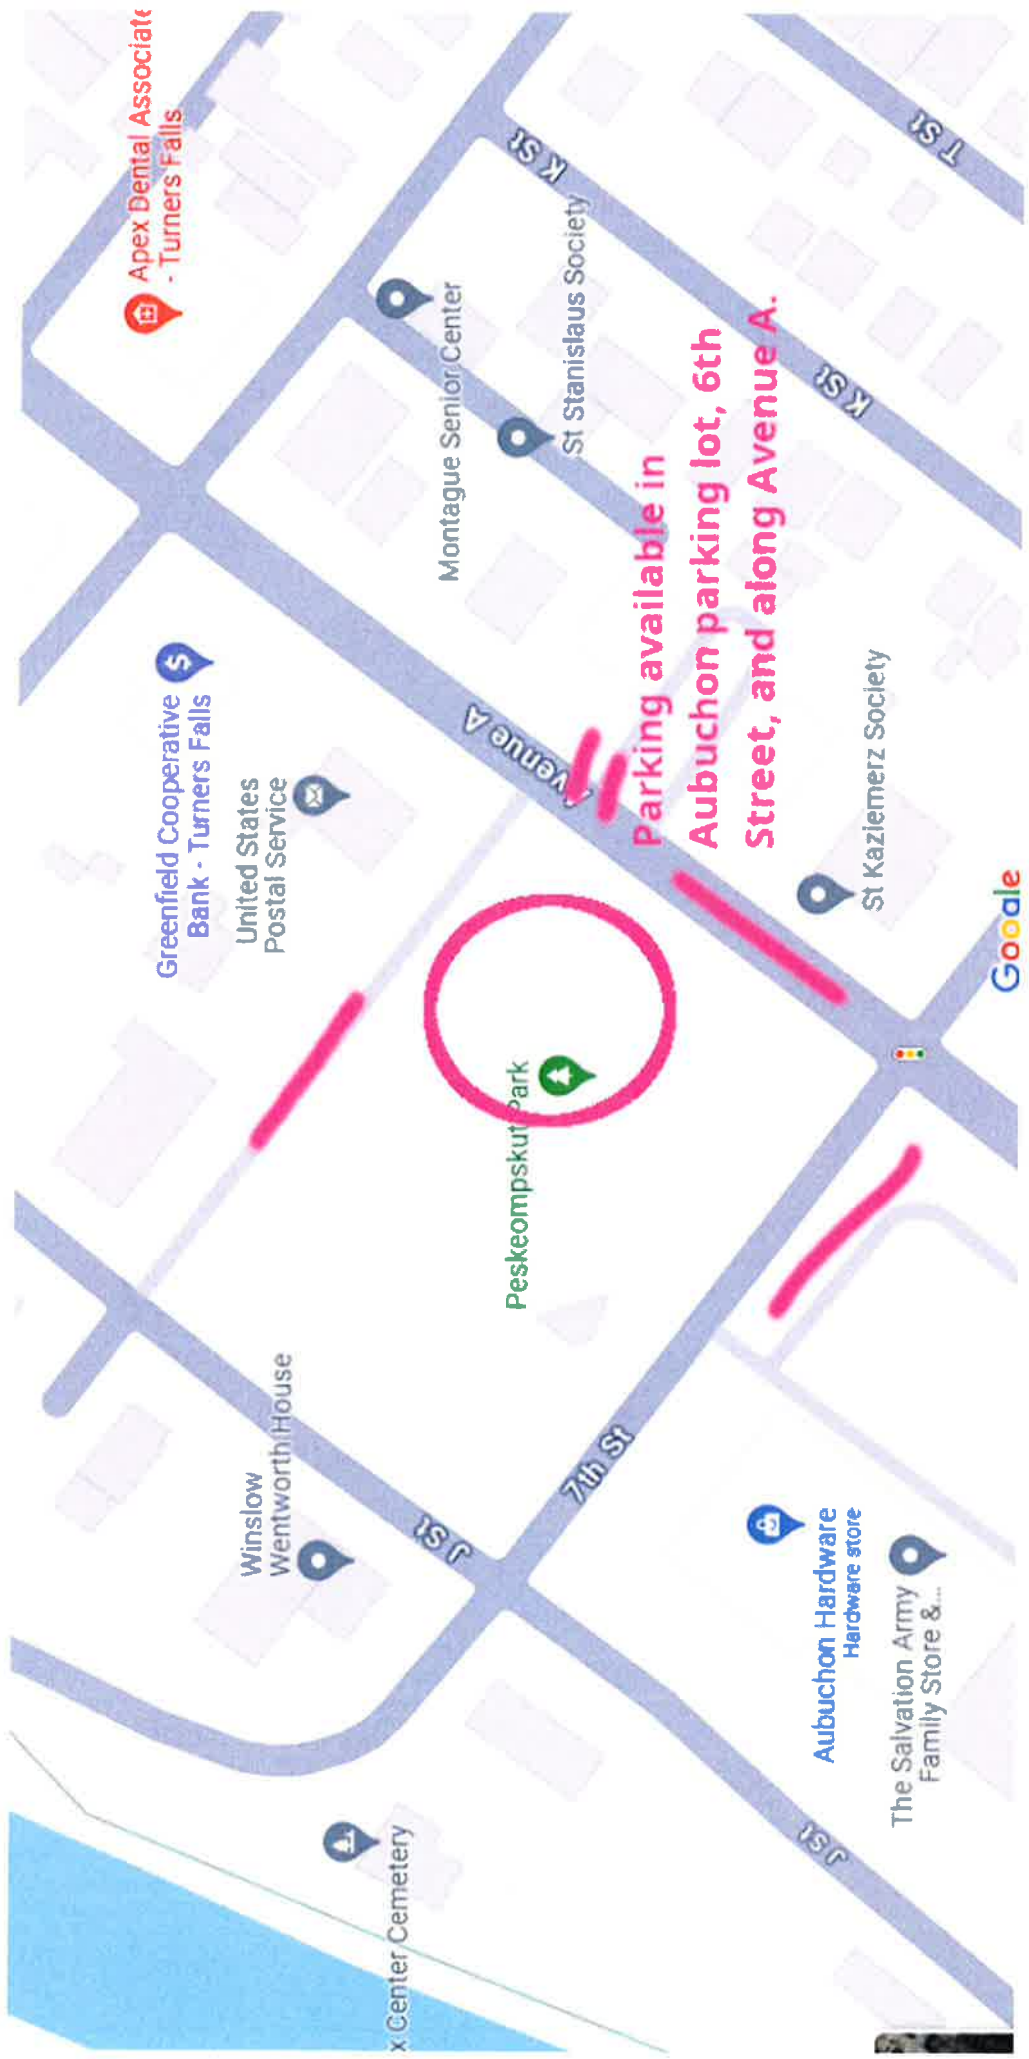 x Center Cemetery
Winslow
Wentworth House
J St
J St
7th St
Aubuchon Hardware
Hardware store
The Salvation Army
Family Store &...
Peskeompskut Park
Greenfield Cooperative
Bank - Turners Falls
United States
Postal Service
Avenue A
Parking available in
Aubuchon parking lot, 6th
Street, and along Avenue A.
St Kaziemerz Society
Google
Montague Senior Center
St Stanislaus Society
Apex Dental Associate
- Turners Falls
K St
K St
T St